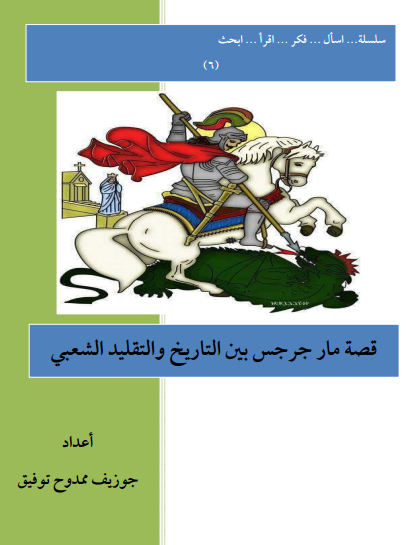 سلسلة... اسأل ... فكر ... اقرأ ... ابحث
(٦)
قصة مار جرجس بين التاريخ والتقليد الشعبي
أعداد
جوزيف ممدوح توفيق